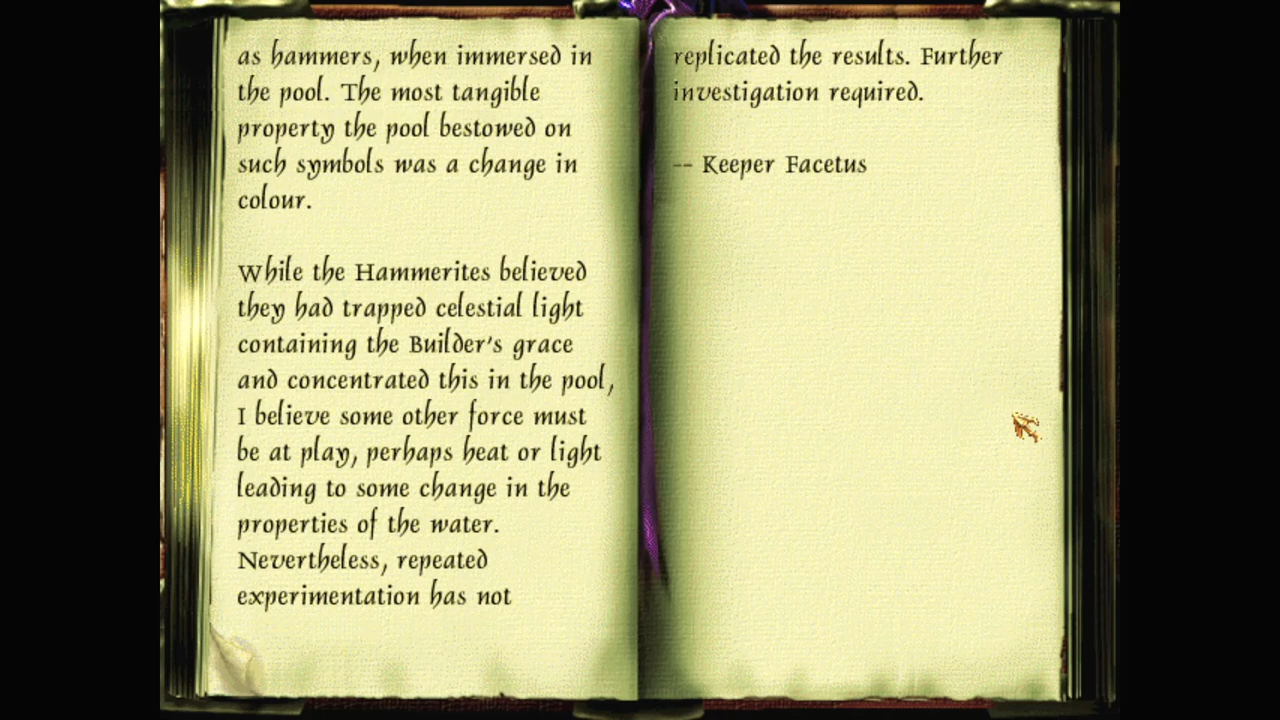 as hammers, when immersed in
the pool. The most tangible
property the pool bestowed on
such symbols was a change in
colour.
While the Hammerites believed
they had trapped celestial light
containing the Builder's grace
and concentrated this in the pool,
I believe some other force must
be at play, perhaps heat or light
leading to some change in the
properties of the water.
Nevertheless, repeated
experimentation has not
replicated the results. Further
investigation required.
-- Keeper Facetus